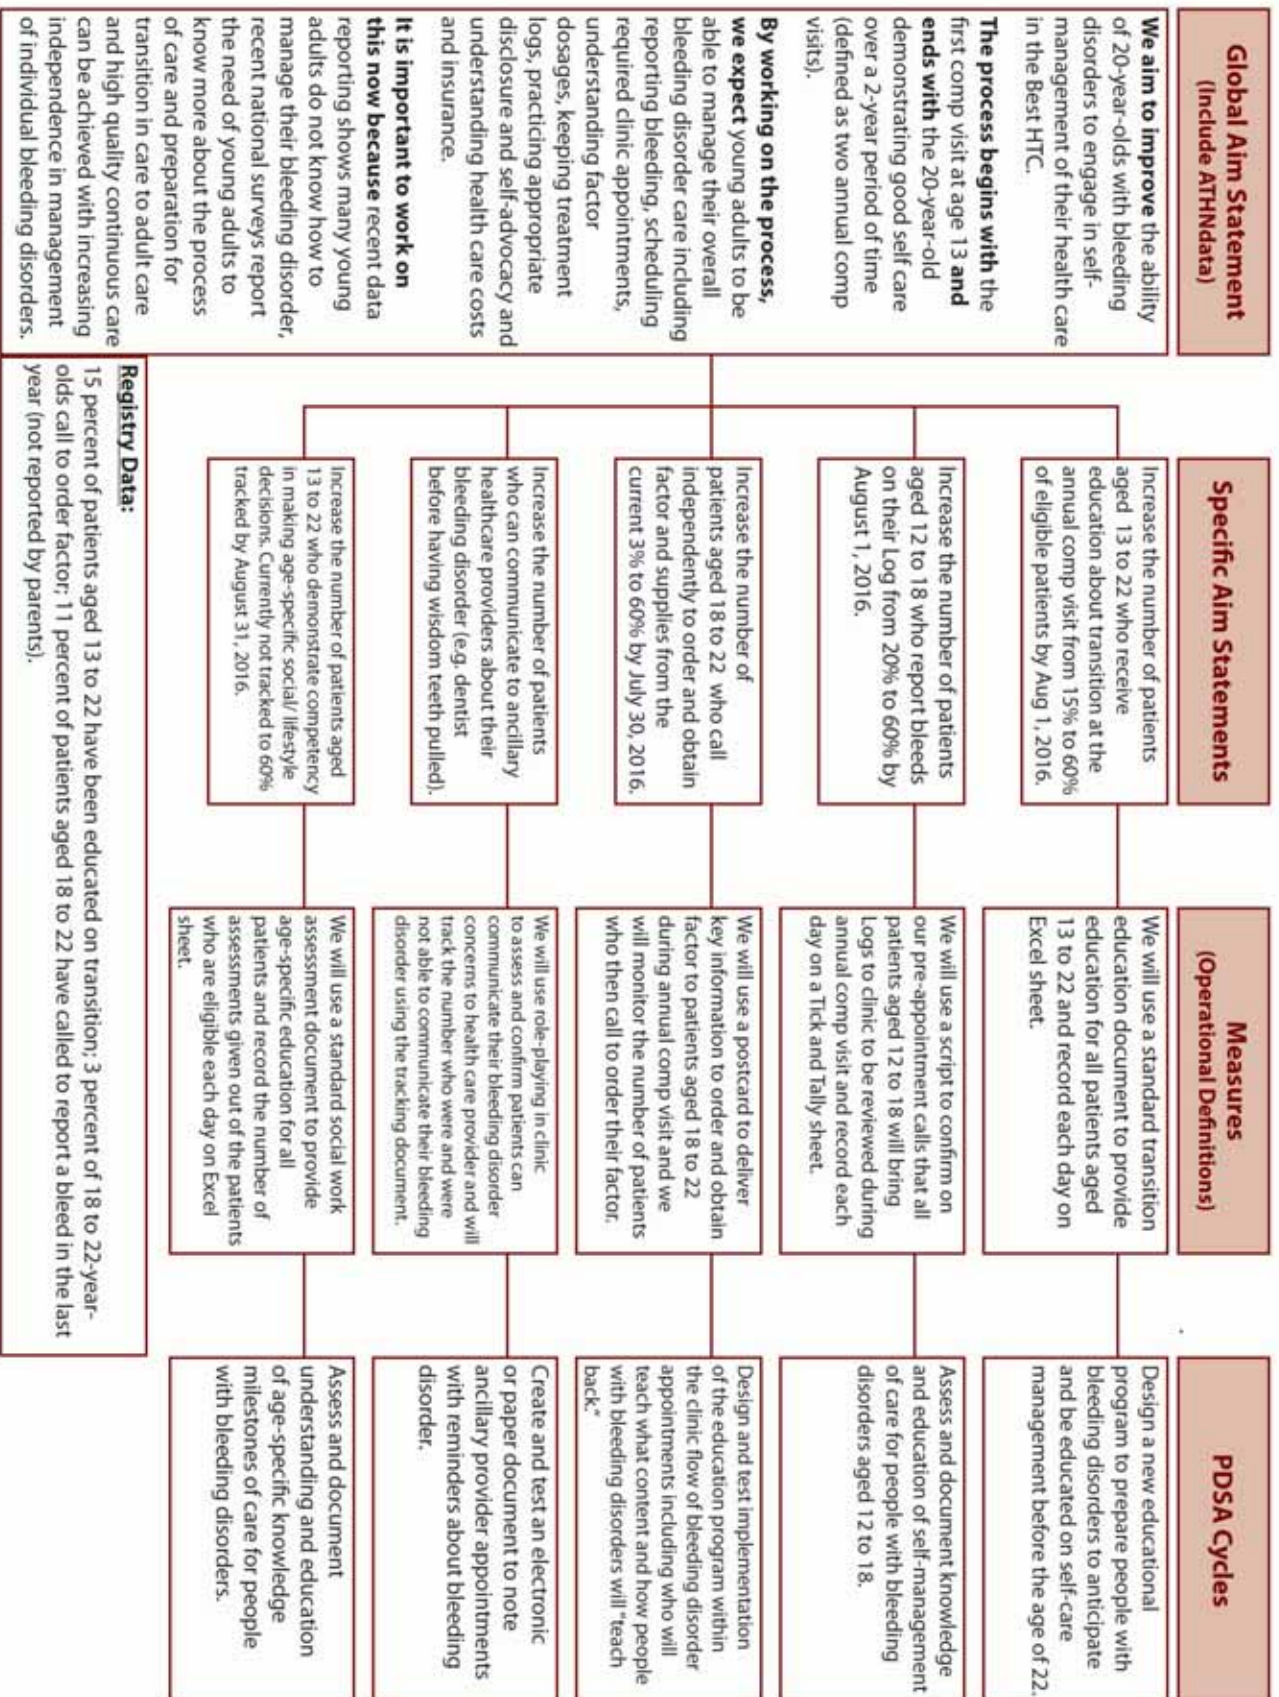 Global Aim Statement
(Include ATHNdata)
We aim to improve the ability
of 20-year-olds with bleeding
disorders to engage in self-
management of their health care
in the Best HTC.
The process begins with the
first comp visit at age 13 and
ends with the 20-year-old
demonstrating good self care
over a 2-year period of time
(defined as two annual comp
visits).
By working on the process,
we expect young adults to be
able to manage their overall
bleeding disorder care including
reporting bleeding, scheduling
required clinic appointments,
understanding factor
dosages, keeping treatment
logs, practicing appropriate
disclosure and self-advocacy and
understanding health care costs
and insurance.
It is important to work on
this now because recent data
reporting shows many young
adults do not know how to
manage their bleeding disorder,
recent national surveys report
the need of young adults to
know more about the process
of care and preparation for
transition in care to adult care
and high quality continuous care
can be achieved with increasing
independence in management
of individual bleeding disorders.
Specific Aim Statements
Increase the number of patients
aged 13 to 22 who receive
education about transition at the
annual comp visit from 15% to 60%
of eligible patients by Aug 1, 2016.
Increase the number of patients
aged 12 to 18 who report bleeds
on their Log from 20% to 60% by
August 1, 2016.
Increase the number of
patients aged 18 to 22 who call
independently to order and obtain
factor and supplies from the
current 3% to 60% by July 30, 2016.
Increase the number of patients
who can communicate to ancillary
healthcare providers about their
bleeding disorder (e.g. dentist
before having wisdom teeth pulled).
Increase the number of patients aged
13 to 22 who demonstrate competency
in making age-specific social/ lifestyle
decisions. Currently not tracked to 60%
tracked by August 31, 2016.
Measures
(Operational Definitions)
We will use a standard transition
education document to provide
education for all patients aged
13 to 22 and record each day on
Excel sheet.
We will use a script to confirm on
our pre-appointment calls that all
patients aged 12 to 18 will bring
Logs to clinic to be reviewed during
annual comp visit and record each
day on a Tick and Tally sheet.
We will use a postcard to deliver
key information to order and obtain
factor to patients aged 18 to 22
during annual comp visit and we
will monitor the number of patients
who then call to order their factor.
We will use role-playing in clinic
to assess and confirm patients can
communicate their bleeding disorder
concerns to health care provider and will
track the number who were and were
not able to communicate their bleeding
disorder using the tracking document.
We will use a standard social work
assessment document to provide
age-specific education for all
patients and record the number of
assessments given out of the patients
who are eligible each day on Excel
sheet.
PDSA Cycles
Design a new educational
program to prepare people with
bleeding disorders to anticipate
and be educated on self-care
management before the age of 22.
Assess and document knowledge
and education of self-management
of care for people with bleeding
disorders aged 12 to 18.
Design and test implementation
of the education program within
the clinic flow of bleeding disorder
appointments including who will
teach what content and how people
with bleeding disorders will "teach
back."
Create and test an electronic
or paper document to note
ancillary provider appointments
with reminders about bleeding
disorder.
Assess and document
understanding and education
of age-specific knowledge
milestones of care for people
with bleeding disorders.
Registry Data:
15 percent of patients aged 13 to 22 have been educated on transition; 3 percent of 18 to 22-year-
olds call to order factor; 11 percent of patients aged 18 to 22 have called to report a bleed in the last
year (not reported by parents).